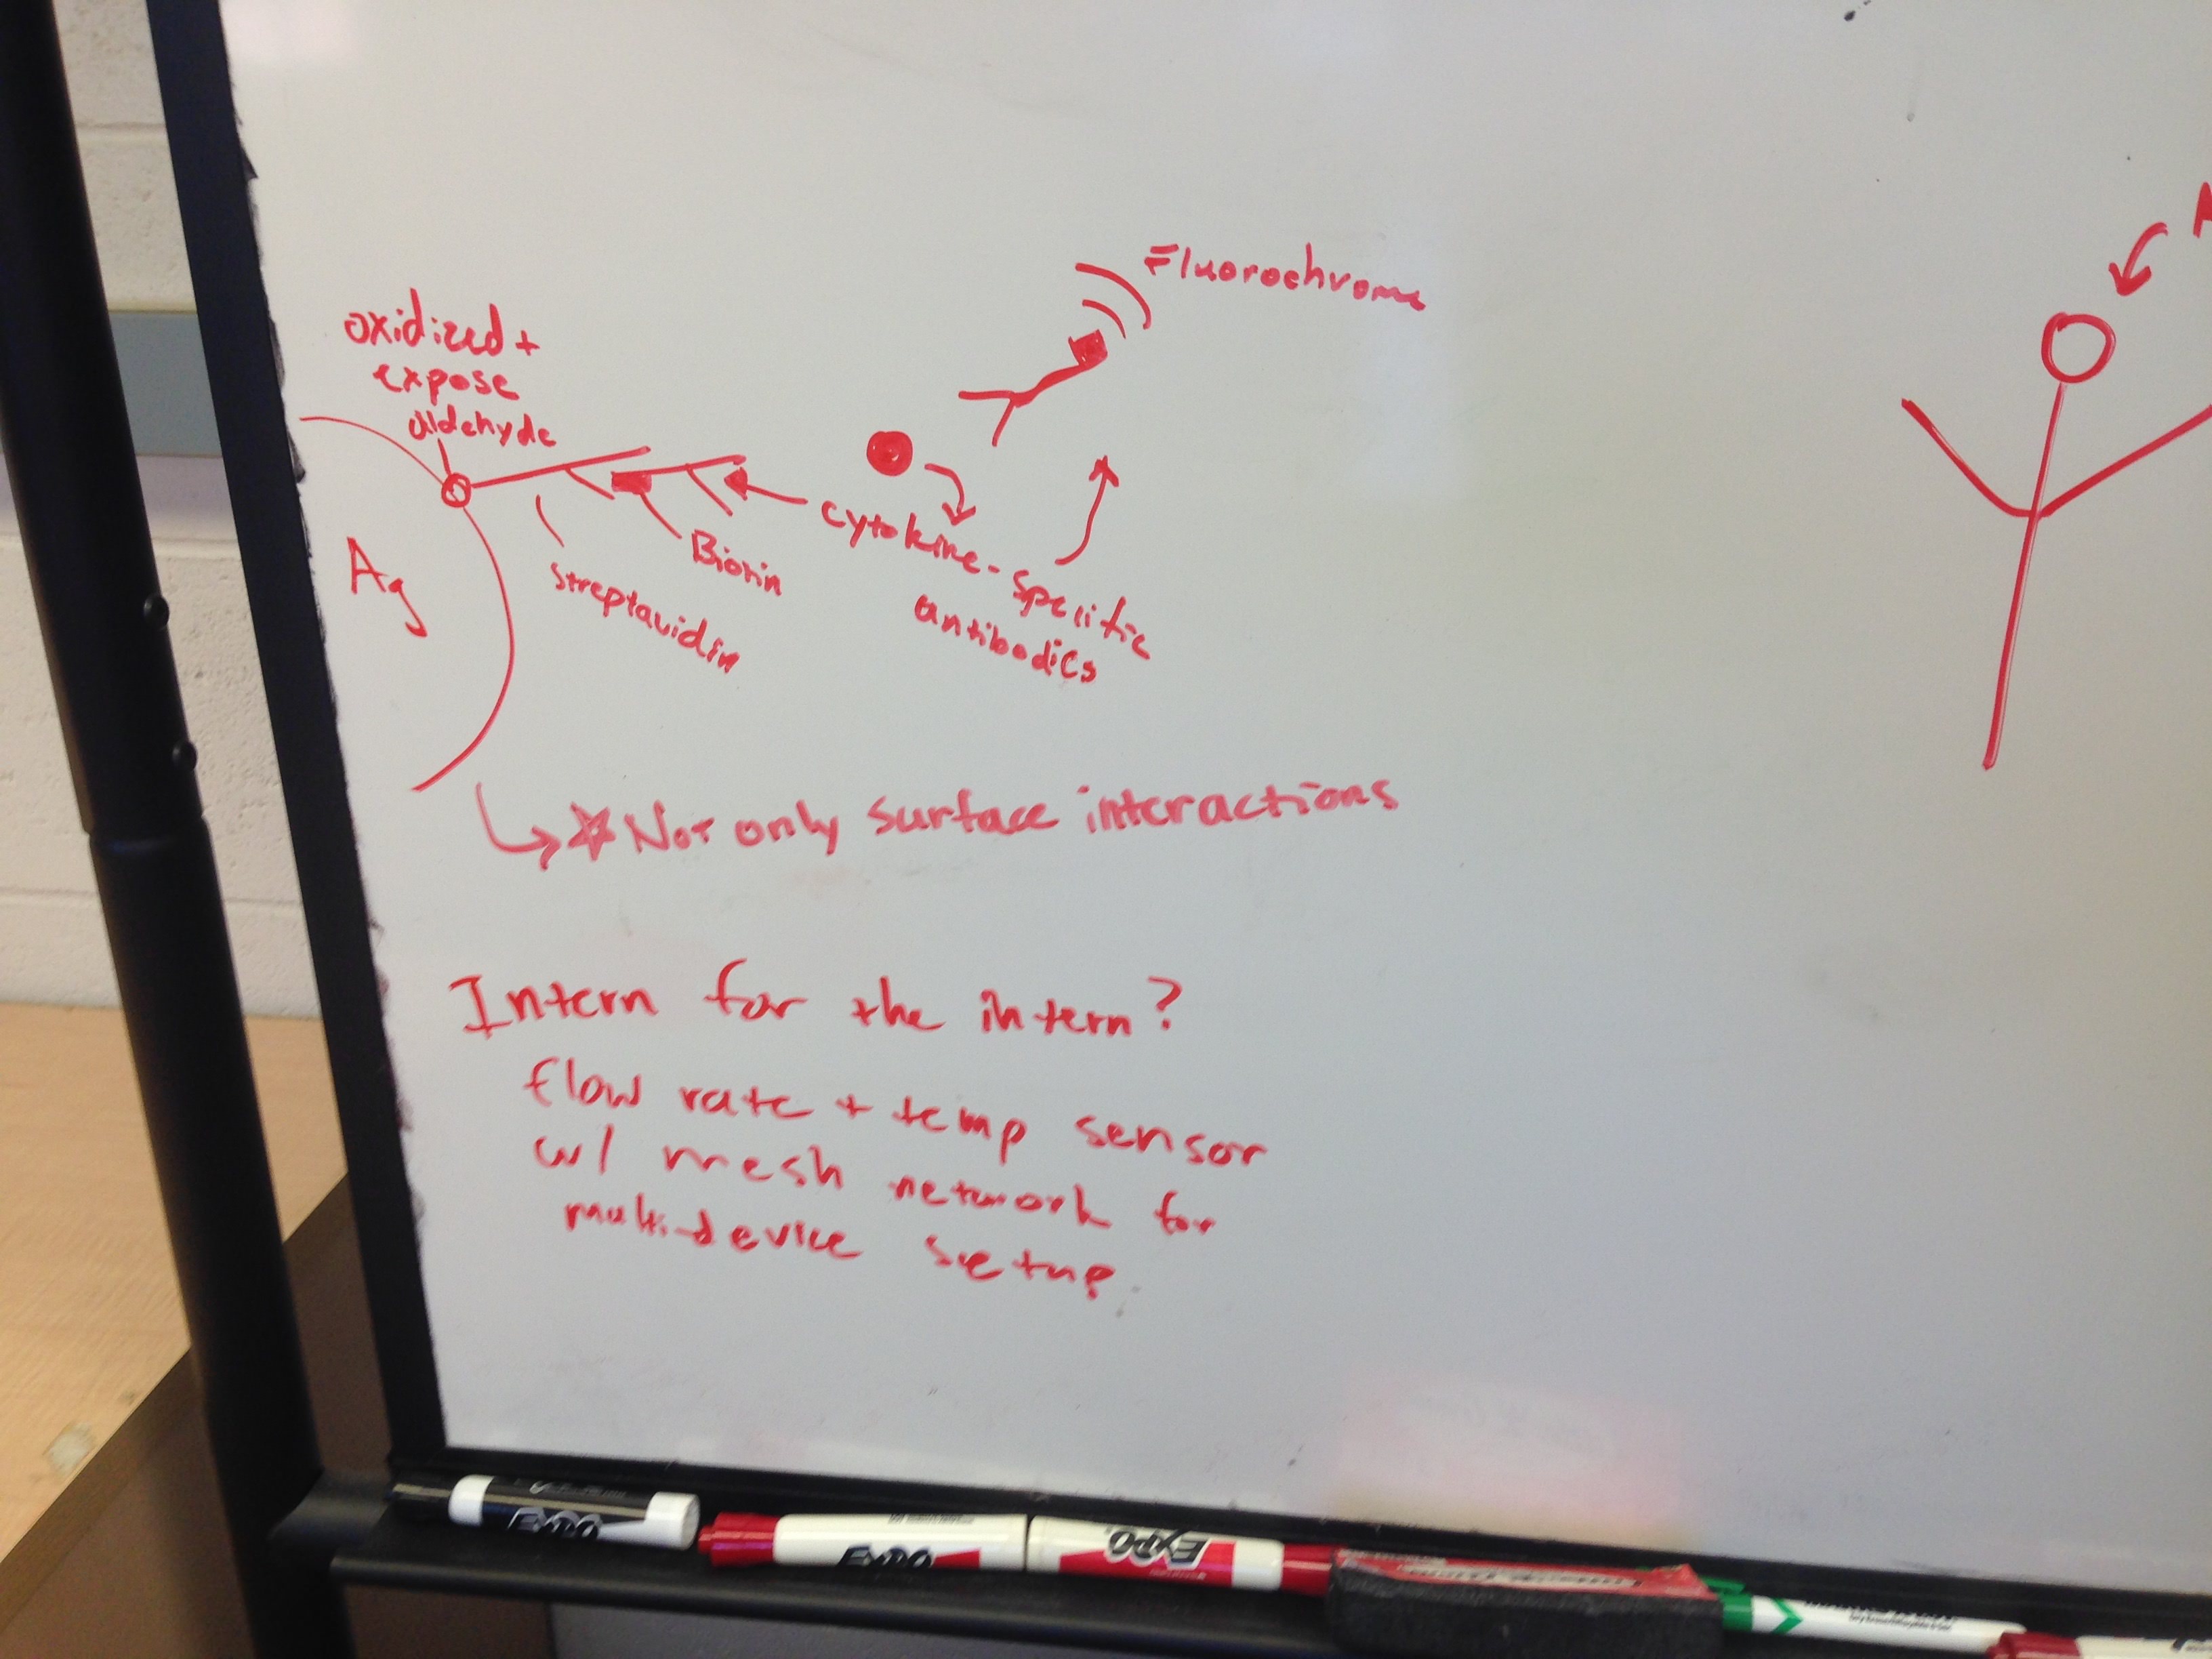 Fluorochrome
oxidized +
expose
aldehyde
Ag
Streptavidin
Biotin
cytokine-specific
antibodies
Not only surface interactions
Intern for the intern?
flow rate + temp sensor
w/ mesh network for
multi-device setup
EXPO
EXPO
EXPO